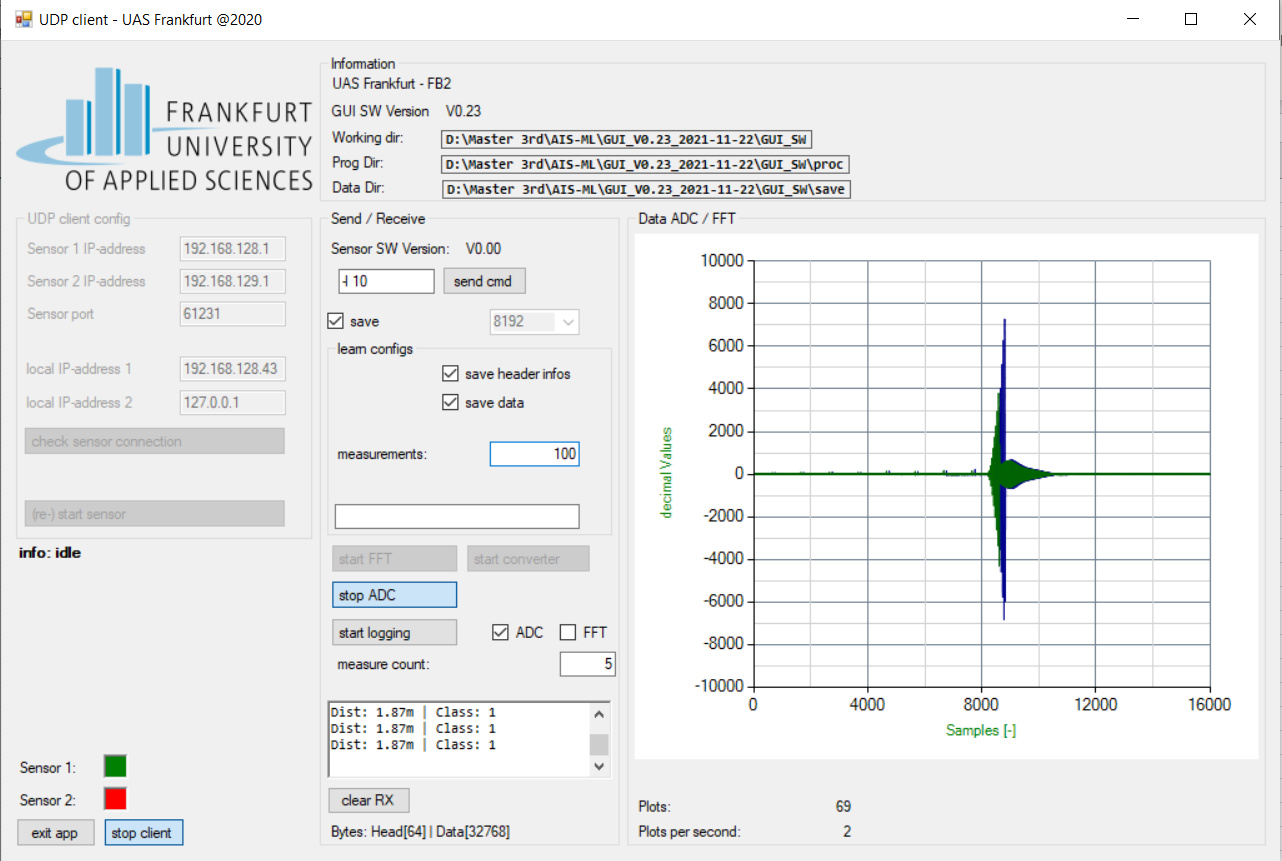 UDP client - UAS Frankfurt @2020
FRANKFURT
UNIVERSITY
OF APPLIED SCIENCES
Information
UAS Frankfurt - FB2
GUI SW Version V0.23
Working dir: D:\Master 3rd\AIS-ML\GUI_V0.23_2021-11-22\GUI_SW
Prog Dir: D:\Master 3rd\AIS-ML\GUI_V0.23_2021-11-22\GUI_SW\proc
Data Dir: D:\Master 3rd\AIS-ML\GUI_V0.23_2021-11-22\GUI_SW\save
UDP client config
Sensor 1 IP-address 192.168.128.1
Sensor 2 IP-address 192.168.129.1
Sensor port 61231
local IP-address 1 192.168.128.43
local IP-address 2 127.0.0.1
check sensor connection
(re-) start sensor
info: idle
Sensor 1:
Sensor 2:
exit app stop client
Send / Receive
Sensor SW Version: V0.00
10 send cmd
save 8192
learn configs
save header infos
save data
measurements: 100
start FFT start converter
stop ADC
start logging ADC FFT
measure count: 5
Dist: 1.87m | Class: 1
Dist: 1.87m | Class: 1
Dist: 1.87m | Class: 1
clear RX
Bytes: Head[64] | Data[32768]
Data ADC / FFT
10000
8000
6000
4000
2000
0
-2000
-4000
-6000
-8000
-10000
decimal Values
0 4000 8000 12000 16000
Samples [-]
Plots: 69
Plots per second: 2